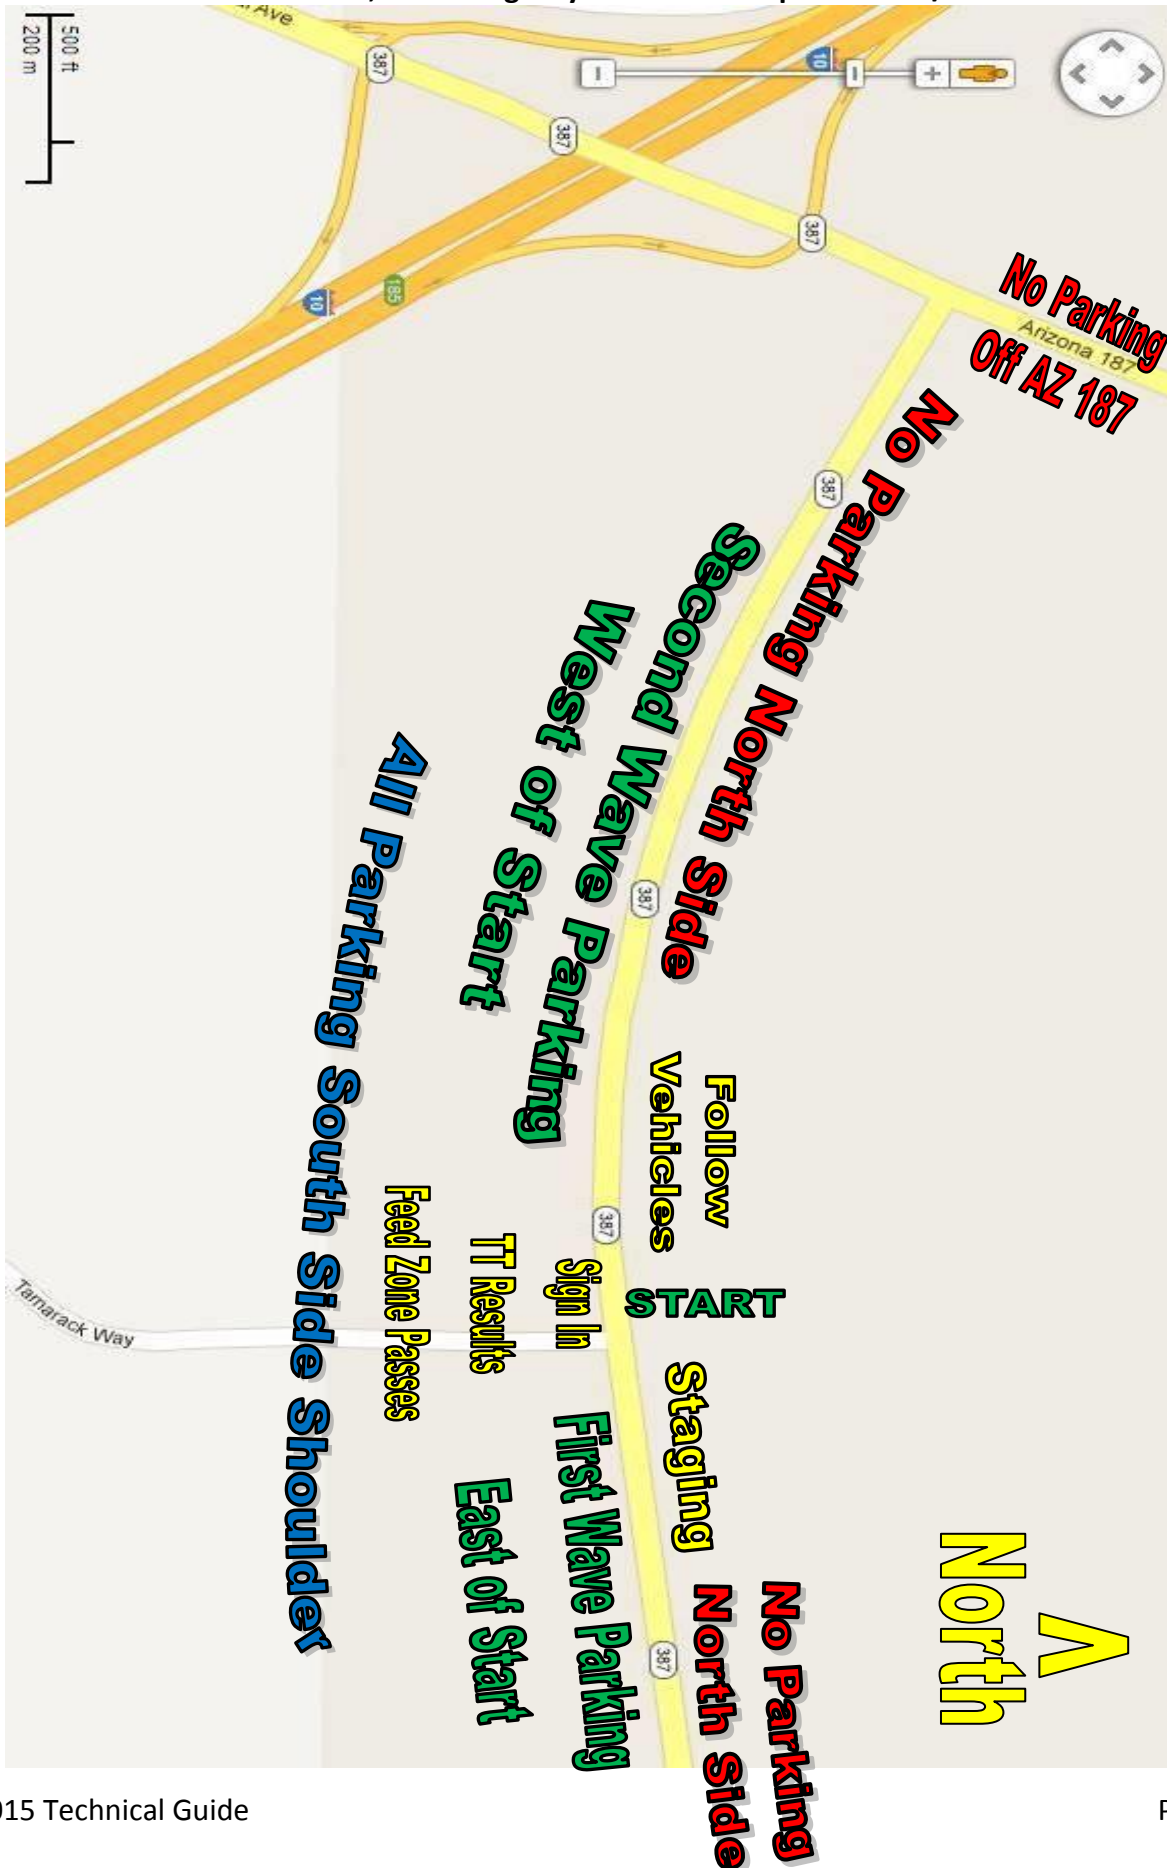 Ave
500 ft
200 m
387
10
387
387
185
10
No Parking
Arizona 187
Off AZ 187
387
No Parking North Side
Second Wave Parking
West of Start
All Parking South Side Shoulder
387
Follow
Vehicles
387
START
Sign In
TT Results
Feed Zone Passes
Tamarack Way
Staging
First Wave Parking
East of Start
387
No Parking
North Side
North
015 Technical Guide